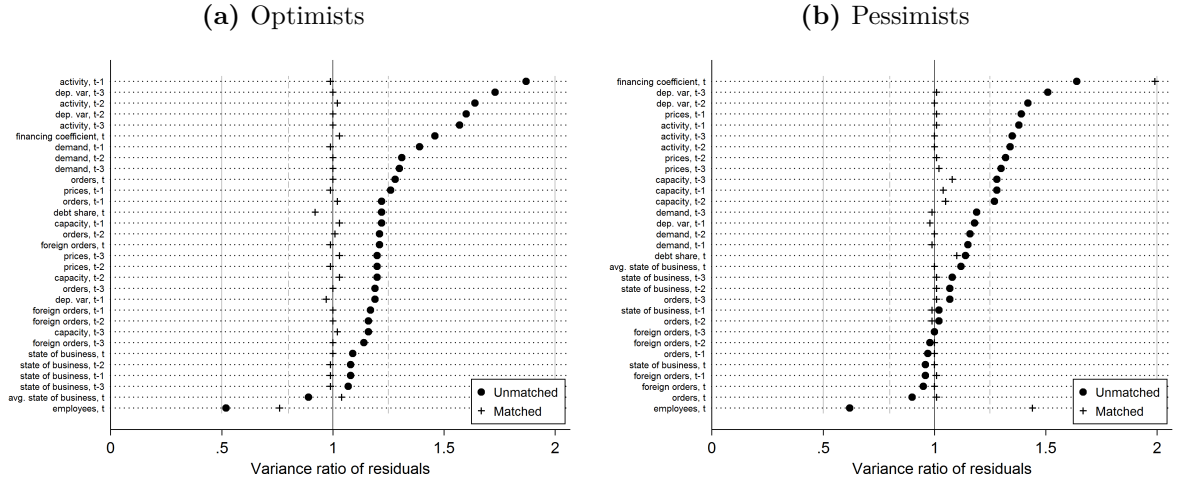 (a) Optimists
activity, t-1
dep. var, t-3
activity, t-2
dep. var, t-2
activity, t-3
financing coefficient, t
demand, t-1
demand, t-2
demand, t-3
orders, t
prices, t-1
orders, t-1
debt share, t
capacity, t-1
orders, t-2
foreign orders, t
prices, t-3
prices, t-2
capacity, t-2
orders, t-3
dep. var, t-1
foreign orders, t-1
foreign orders, t-2
capacity, t-3
foreign orders, t-3
state of business, t
state of business, t-2
state of business, t-1
state of business, t-3
avg. state of business, t
employees, t
Unmatched
Matched
0 .5 1 1.5 2
Variance ratio of residuals
(b) Pessimists
financing coefficient, t
dep. var, t-3
dep. var, t-2
prices, t-1
activity, t-1
activity, t-3
activity, t-2
prices, t-2
prices, t-3
capacity, t-3
capacity, t-1
capacity, t-2
demand, t-3
dep. var, t-1
demand, t-2
demand, t-1
debt share, t
avg. state of business, t
state of business, t-3
state of business, t-2
orders, t-3
state of business, t-1
orders, t-2
foreign orders, t-3
foreign orders, t-2
orders, t-1
state of business, t
foreign orders, t-1
foreign orders, t
orders, t
employees, t
Unmatched
Matched
0 .5 1 1.5 2
Variance ratio of residuals